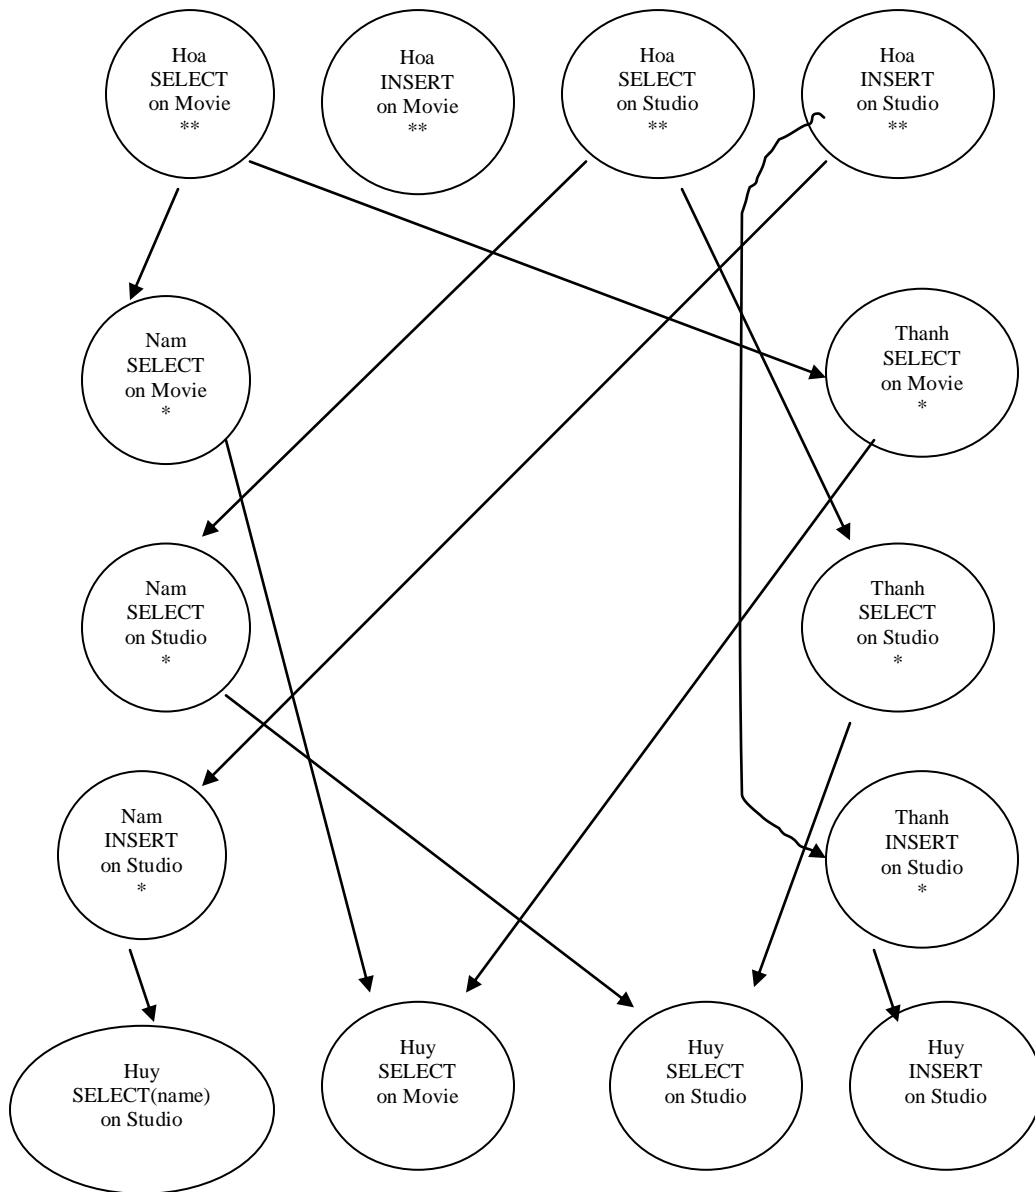 Hoa
SELECT
on Movie
**
Hoa
INSERT
on Movie
**
Hoa
SELECT
on Studio
**
Hoa
INSERT
on Studio
**
Nam
SELECT
on Movie
*
Thanh
SELECT
on Movie
*
Nam
SELECT
on Studio
*
Thanh
SELECT
on Studio
*
Nam
INSERT
on Studio
*
Thanh
INSERT
on Studio
*
Huy
SELECT(name)
on Studio
Huy
SELECT
on Movie
Huy
SELECT
on Studio
Huy
INSERT
on Studio